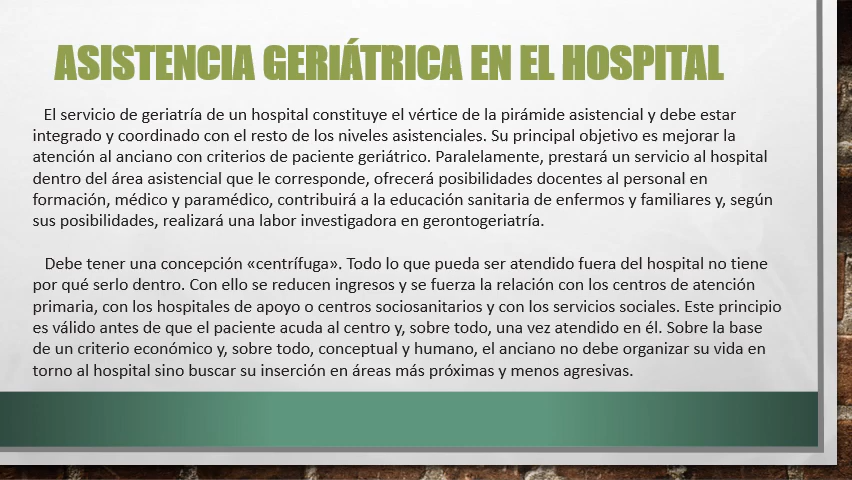 ASISTENCIA GERIÁTRICA EN EL HOSPITAL
El servicio de geriatría de un hospital constituye el vértice de la pirámide asistencial y debe estar
integrado y coordinado con el resto de los niveles asistenciales. Su principal objetivo es mejorar la
atención al anciano con criterios de paciente geriátrico. Paralelamente, prestará un servicio al hospital
dentro del área asistencial que le corresponde, ofrecerá posibilidades docentes al personal en
formación, médico y paramédico, contribuirá a la educación sanitaria de enfermos y familiares y, según
sus posibilidades, realizará una labor investigadora en gerontogeriatría.
Debe tener una concepción «centrífuga». Todo lo que pueda ser atendido fuera del hospital no tiene
por qué serlo dentro. Con ello se reducen ingresos y se fuerza la relación con los centros de atención
primaria, con los hospitales de apoyo o centros sociosanitarios y con los servicios sociales. Este principio
es válido antes de que el paciente acuda al centro y, sobre todo, una vez atendido en él. Sobre la base
de un criterio económico y, sobre todo, conceptual y humano, el anciano no debe organizar su vida en
torno al hospital sino buscar su inserción en áreas más próximas y menos agresivas.